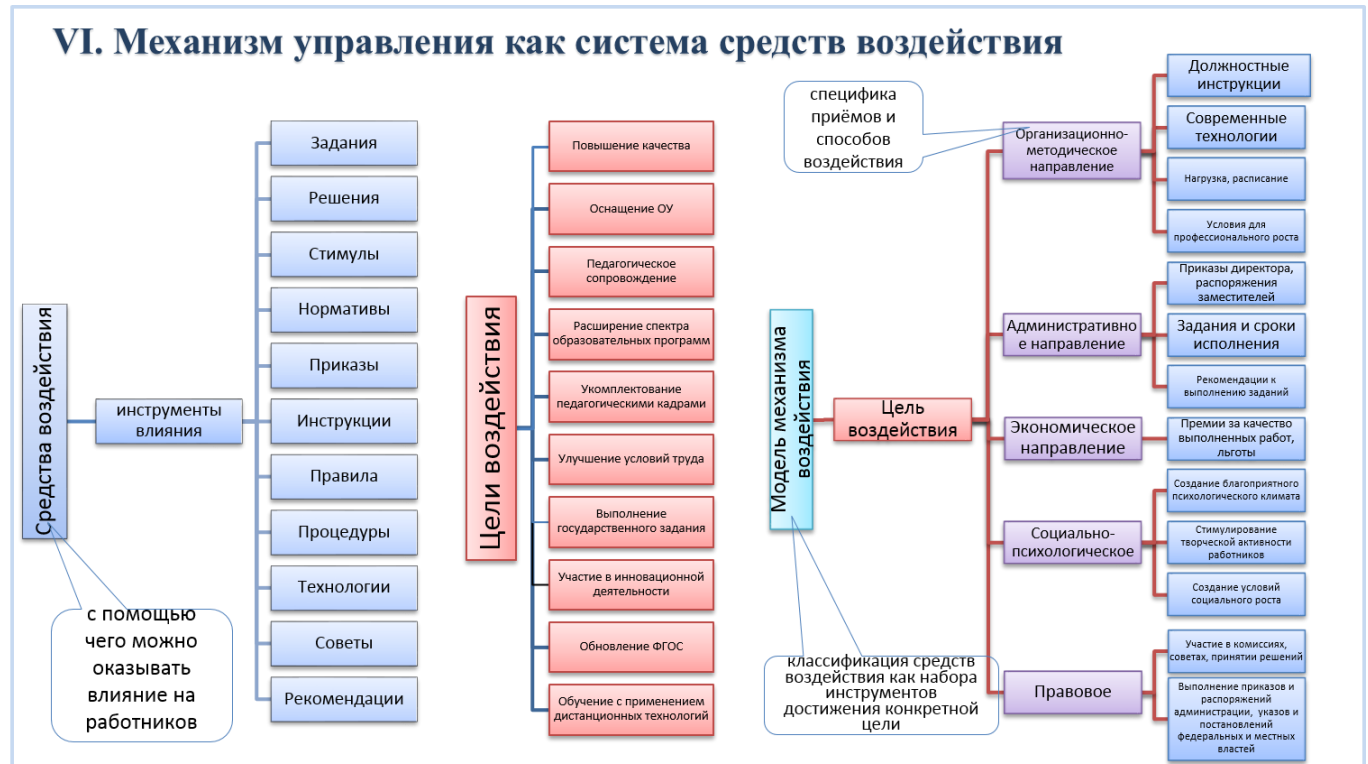 VI. Механизм управления как система средств воздействия
Средства воздействия
инструменты
влияния
Задания
Решения
Стимулы
Нормативы
Приказы
Инструкции
Правила
Процедуры
Технологии
Советы
Рекомендации
с помощью
чего можно
оказывать
влияние на
работников
Цели воздействия
Повышение качества
Оснащение ОУ
Педагогическое
сопровождение
Расширение спектра
образовательных программ
Укомплектование
педагогическими кадрами
Улучшение условий труда
Выполнение
государственного задания
Участие в инновационной
деятельности
Обновление ФГОС
Обучение с применением
дистанционных технологий
Модель механизма
воздействия
классификация средств
воздействия как набора
инструментов
достижения конкретной
цели
Цель
воздействия
специфика
приёмов и
способов
воздействия
Организационно-
методическое
направление
Должностные
инструкции
Современные
технологии
Нагрузка, расписание
Условия для
профессионального роста
Административно
е направление
Приказы директора,
распоряжения
заместителей
Задания и сроки
исполнения
Рекомендации к
выполнению заданий
Экономическое
направление
Премии за качество
выполненных работ,
льготы
Социально-
психологическое
Создание благоприятного
психологического климата
Стимулирование
творческой активности
работников
Создание условий
социального роста
Правовое
Участие в комиссиях,
советах, принятии решений
Выполнение приказов и
распоряжений
администрации, указов и
постановлений
федеральных и местных
властей